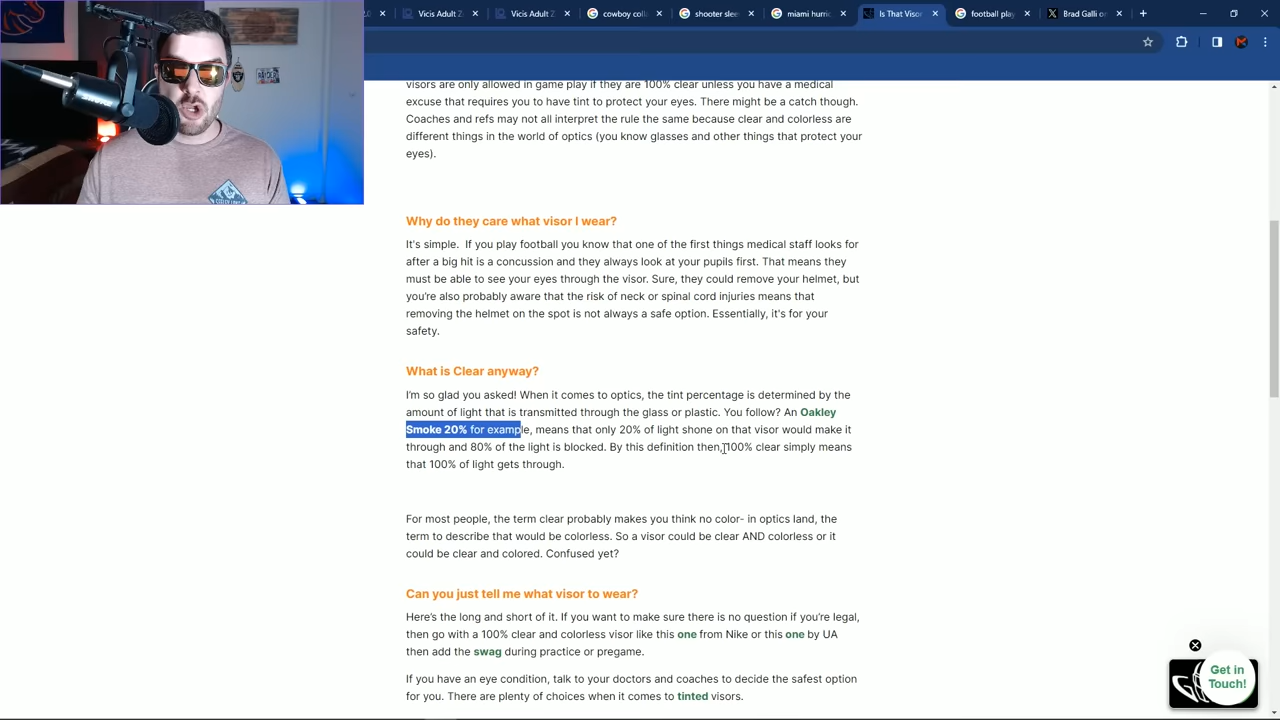 Vicis Adult Z
Vicis Adult Z
cowboy coll
shooter slee
miami hurri
Is That Visor
football play
Brad Galli o
visors are only allowed in game play if they are 100% clear unless you have a medical
excuse that requires you to have tint to protect your eyes. There might be a catch though.
Coaches and refs may not all interpret the rule the same because clear and colorless are
different things in the world of optics (you know glasses and other things that protect your
eyes).
Why do they care what visor I wear?
It's simple.  If you play football you know that one of the first things medical staff looks for
after a big hit is a concussion and they always look at your pupils first. That means they
must be able to see your eyes through the visor. Sure, they could remove your helmet, but
you're also probably aware that the risk of neck or spinal cord injuries means that
removing the helmet on the spot is not always a safe option. Essentially, it's for your
safety.
What is Clear anyway?
I'm so glad you asked! When it comes to optics, the tint percentage is determined by the
amount of light that is transmitted through the glass or plastic. You follow? An Oakley
Smoke 20% for example, means that only 20% of light shone on that visor would make it
through and 80% of the light is blocked. By this definition then, 100% clear simply means
that 100% of light gets through.
For most people, the term clear probably makes you think no color- in optics land, the
term to describe that would be colorless. So a visor could be clear AND colorless or it
could be clear and colored. Confused yet?
Can you just tell me what visor to wear?
Here's the long and short of it. If you want to make sure there is no question if you're legal,
then go with a 100% clear and colorless visor like this one from Nike or this one by UA
then add the swag during practice or pregame.
If you have an eye condition, talk to your doctors and coaches to decide the safest option
for you. There are plenty of choices when it comes to tinted visors.
Get in
Touch!